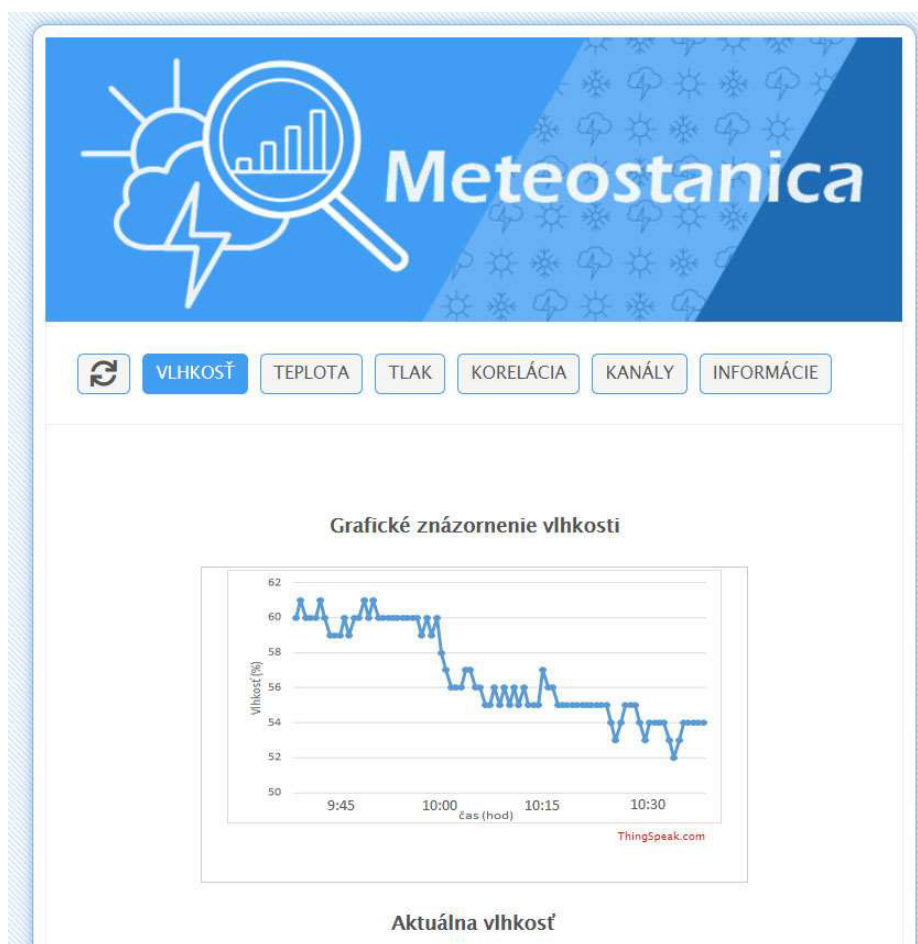 Meteostanica
VLHKOSŤ TEPLOTA TLAK KORELÁCIA KANÁLY INFORMÁCIE
Grafické znázornenie vlhkosti
62
60
58
56
54
52
50
Vlhkosť (%)
9:45 10:00 10:15 10:30
čas (hod)
ThingSpeak.com
Aktuálna vlhkosť